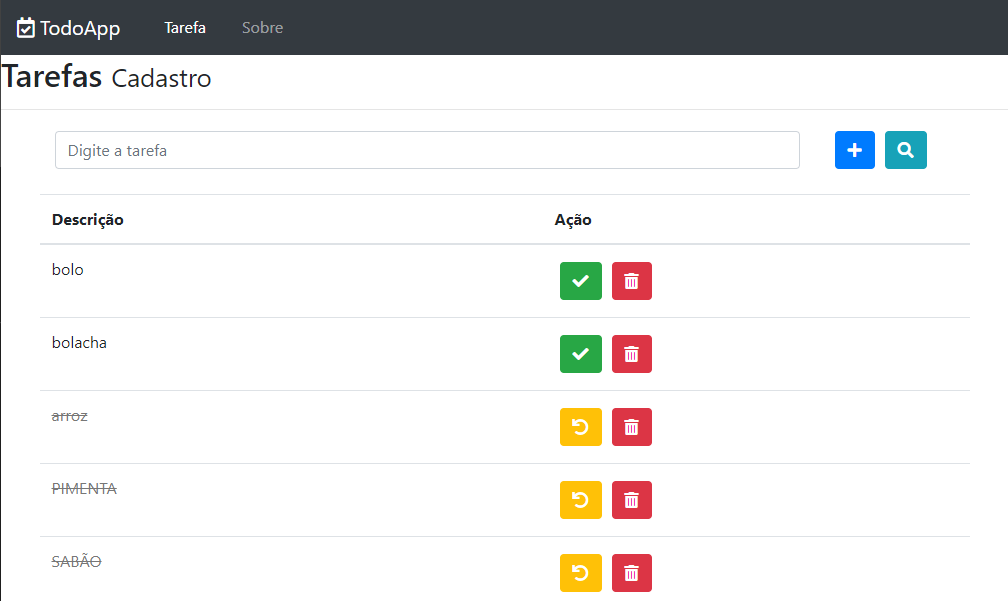 TodoApp Tarefa Sobre
Tarefas Cadastro
Digite a tarefa
Descrição Ação
bolo
bolacha
arroz
PIMENTA
SABÃO